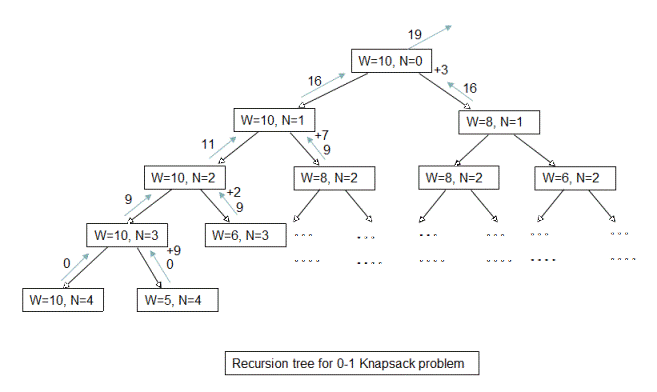 19
W=10, N=0
+3
16
16
W=10, N=1
W=8, N=1
11
+7
9
W=10, N=2
W=8, N=2
W=8, N=2
W=6, N=2
9
+2
9
W=10, N=3
W=6, N=3
+9
0
0
W=10, N=4
W=5, N=4
Recursion tree for 0-1 Knapsack problem